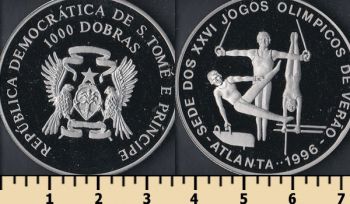 REPÚBLICA DEMOCRÁTICA DE S. TOMÉ E PRÍNCIPE
1000 DOBRAS
SEDE DOS XXVI JOGOS OLIMPICOS DE VERÃO
-ATLANTA··1996-
1 2 3 4 5 6 7